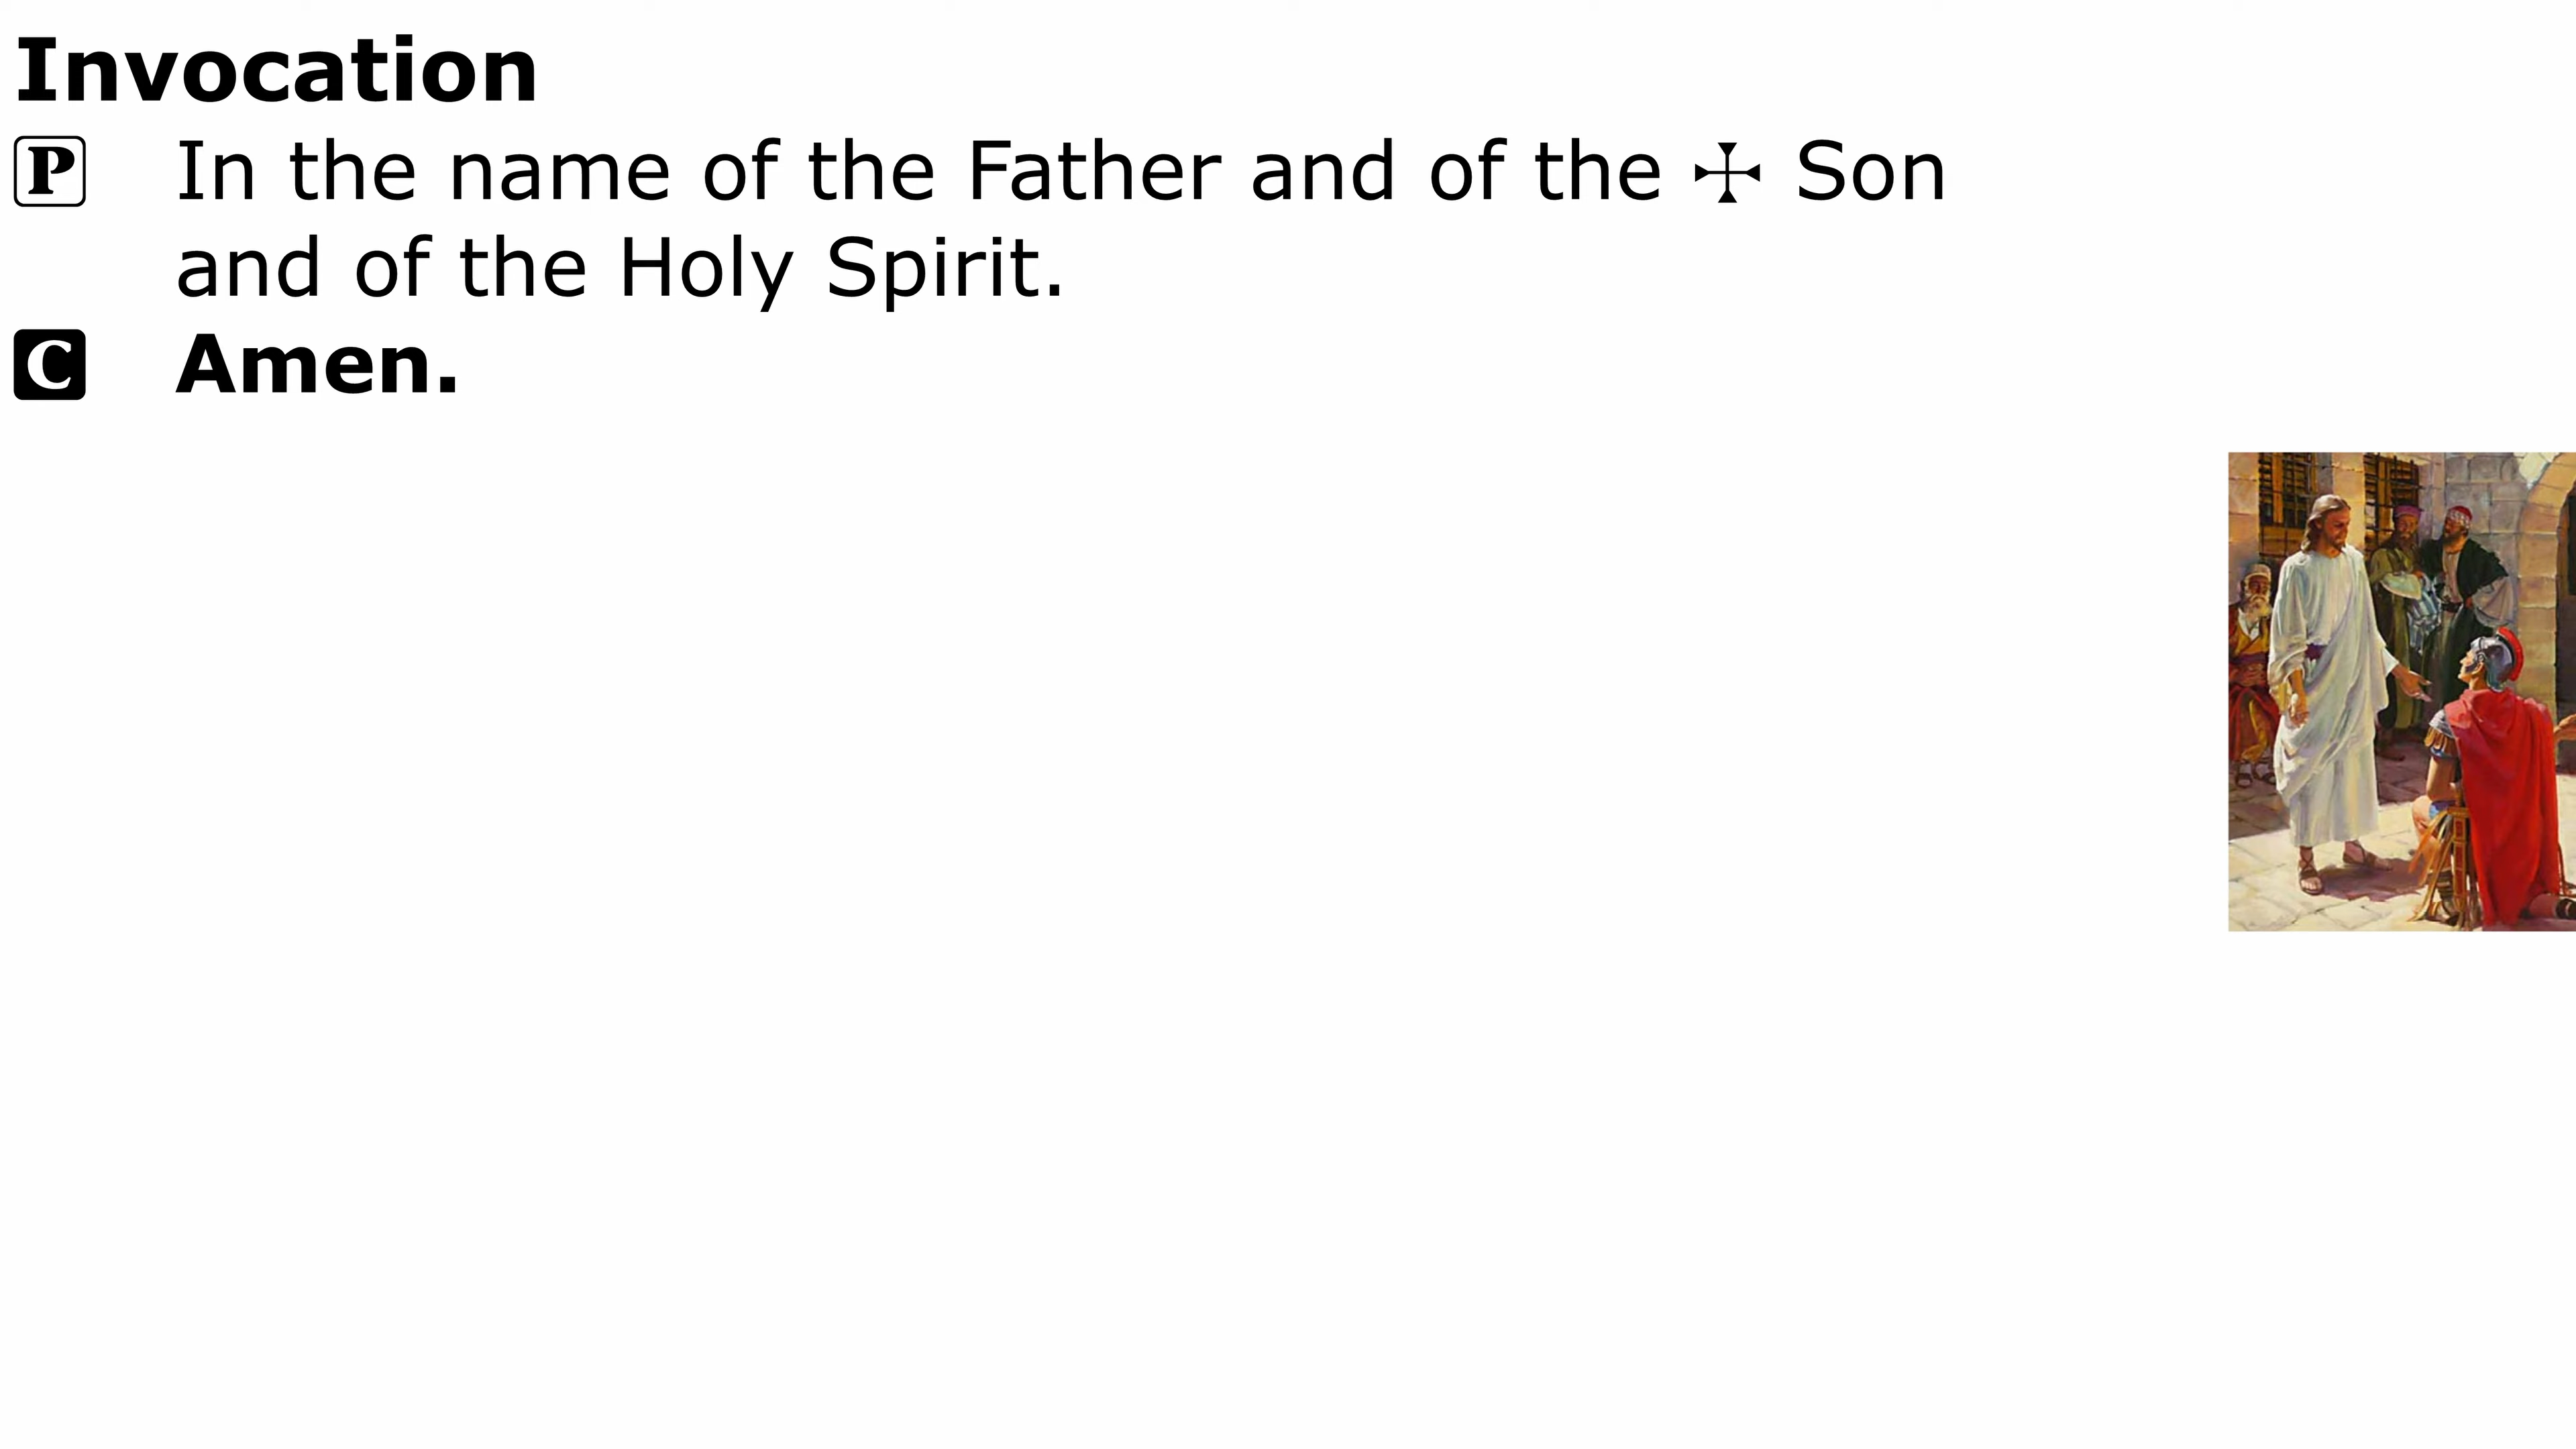 Invocation
P In the name of the Father and of the ☩ Son
and of the Holy Spirit.
C Amen.